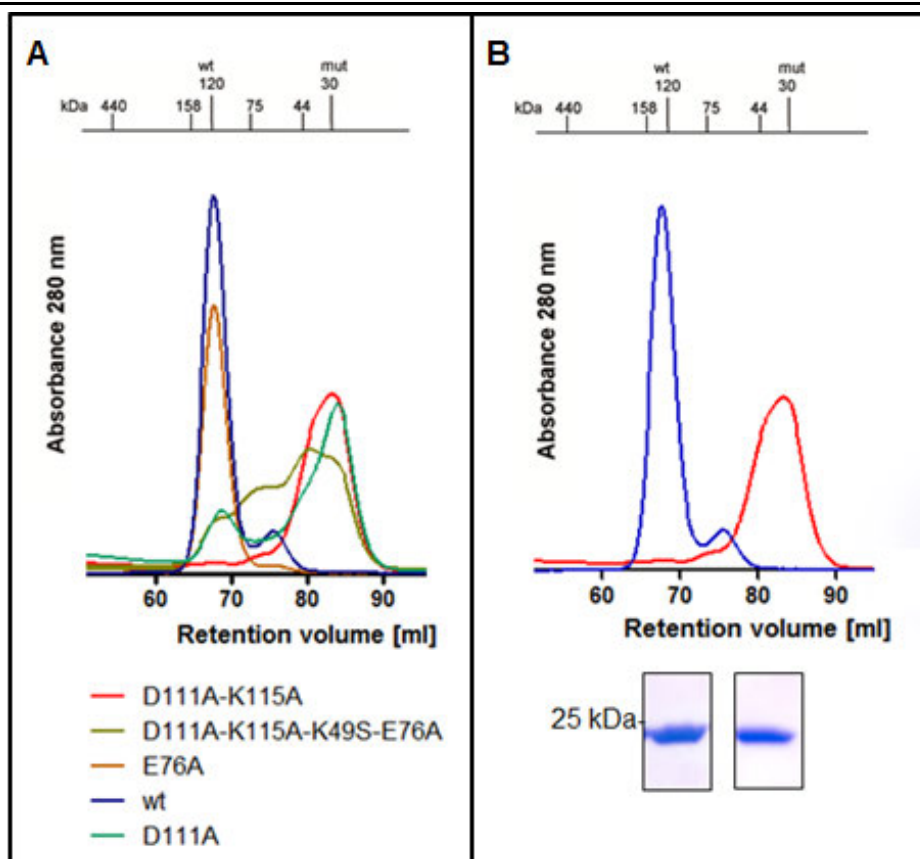 A
wt mut
120 30
kDa 440 158 75 44
Absorbance 280 nm
60 70 80 90
Retention volume [ml]
D111A-K115A
D111A-K115A-K49S-E76A
E76A
wt
D111A
B
wt mut
120 30
kDa 440 158 75 44
Absorbance 280 nm
60 70 80 90
Retention volume [ml]
25 kDa